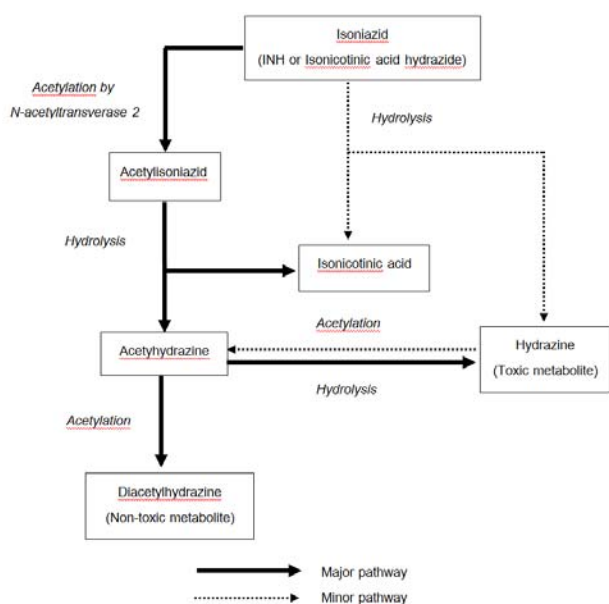 Isoniazid
(INH or Isonicotinic acid hydrazide)
Acetylation by
N-acetyltransverase 2
Hydrolysis
Acetylisoniazid
Hydrolysis
Isonicotinic acid
Acetylation
Acetyhydrazine
Hydrazine
(Toxic metabolite)
Hydrolysis
Acetylation
Diacetylhydrazine
(Non-toxic metabolite)
Major pathway
Minor pathway